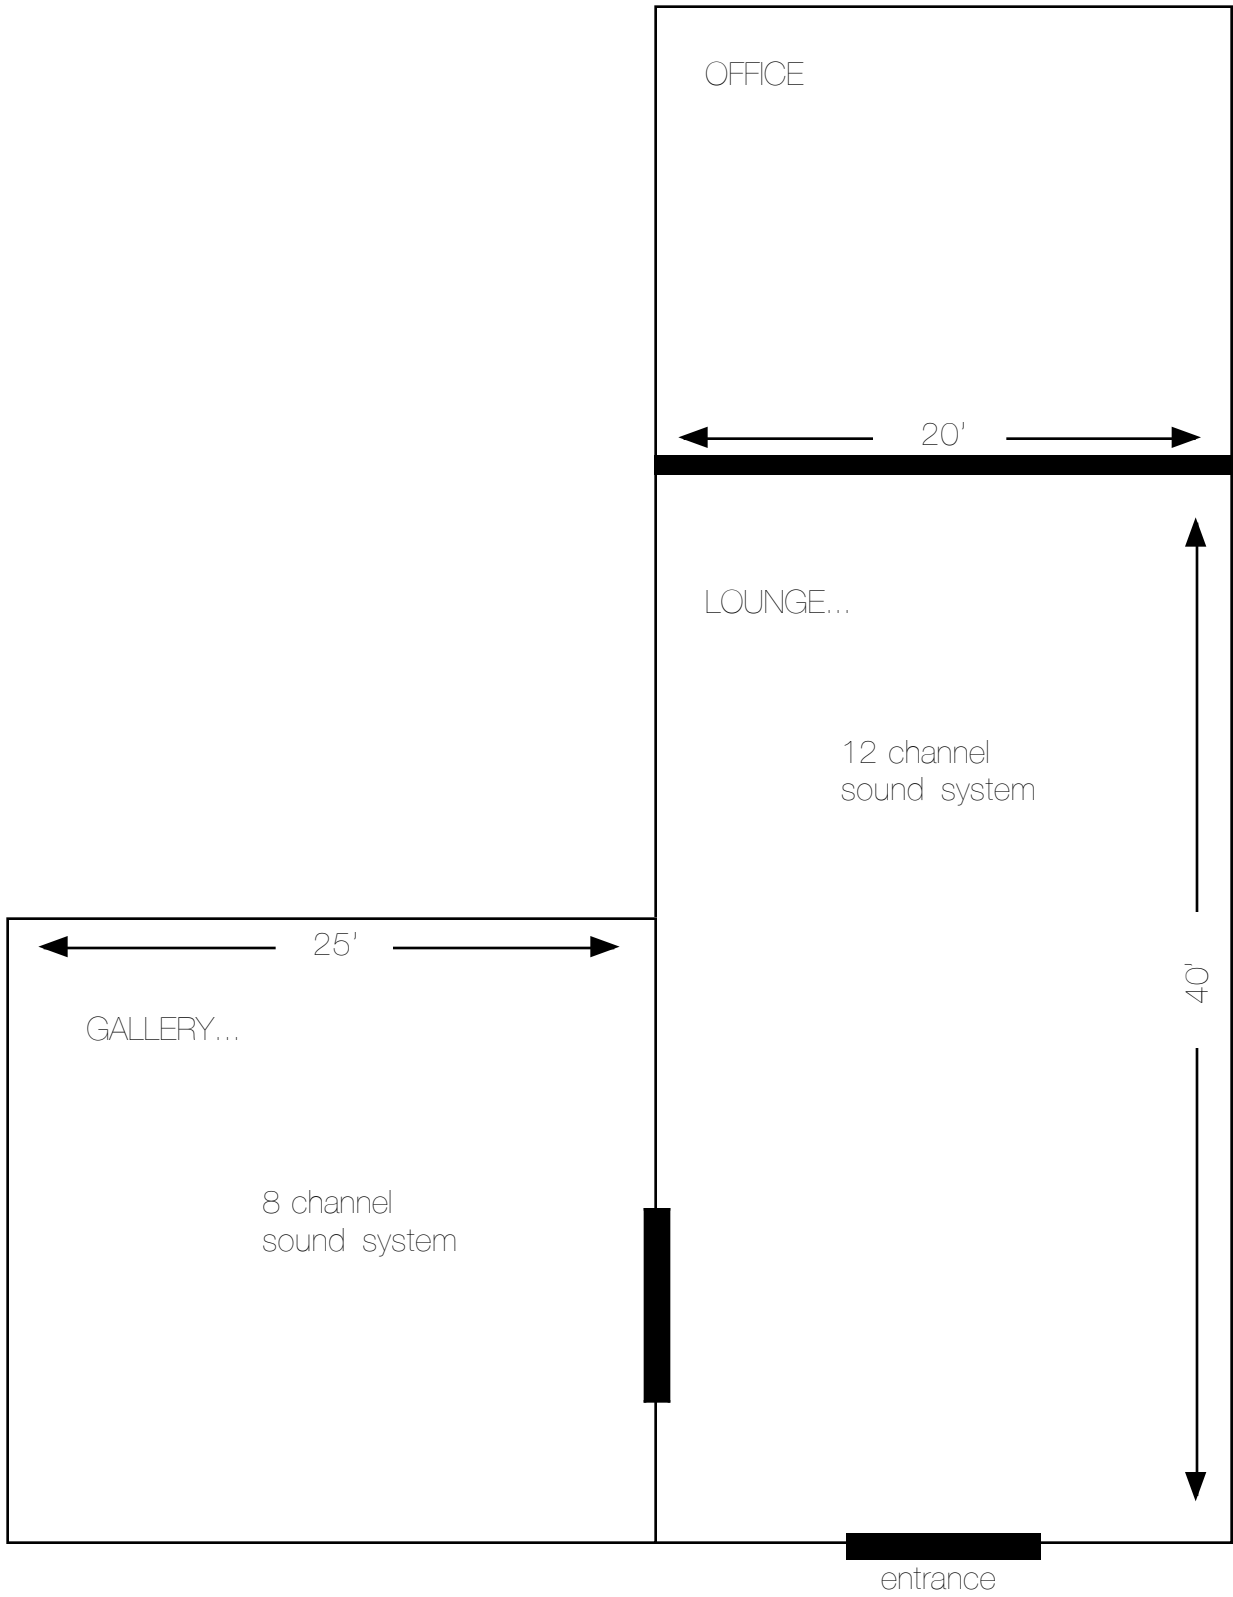 OFFICE
20'
LOUNGE...
12 channel
sound system
25'
40'
GALLERY...
8 channel
sound system
entrance